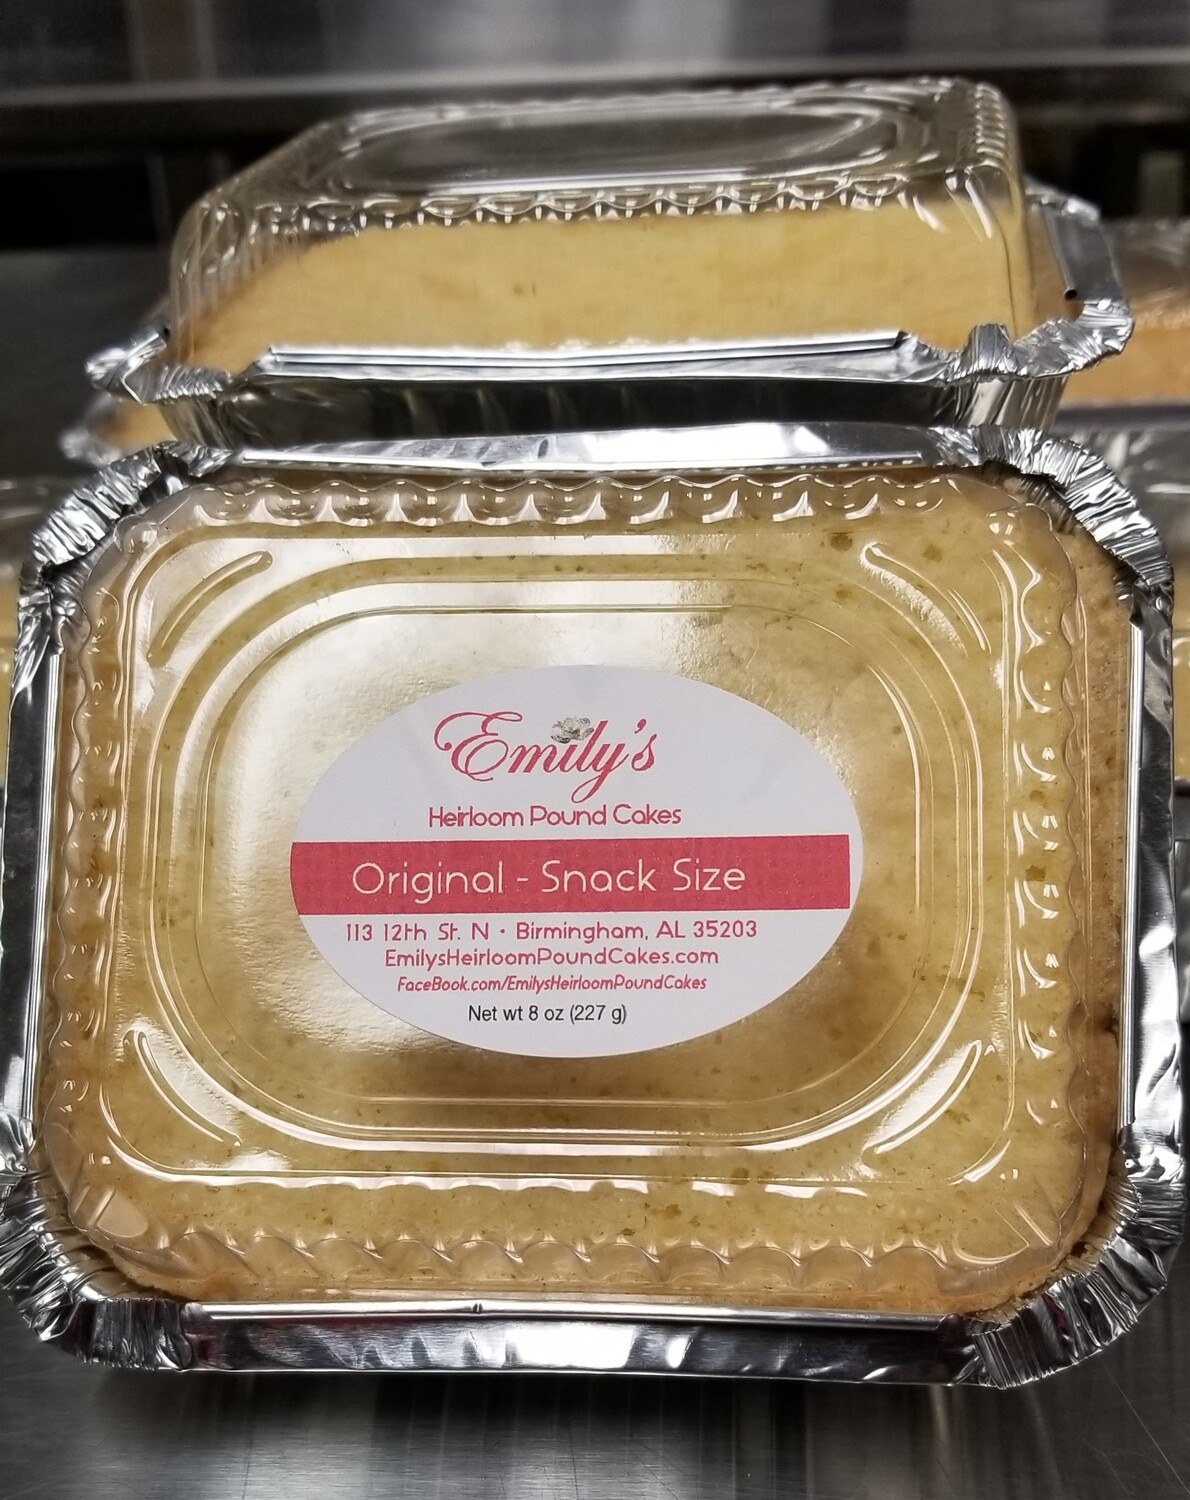 Emily's
Heirloom Pound Cakes
Original - Snack Size
113 12th St. N • Birmingham, AL 35203
EmilysHeirloomPoundCakes.com
FaceBook.com/EmilysHeirloomPoundCakes
Net wt 8 oz (227 g)